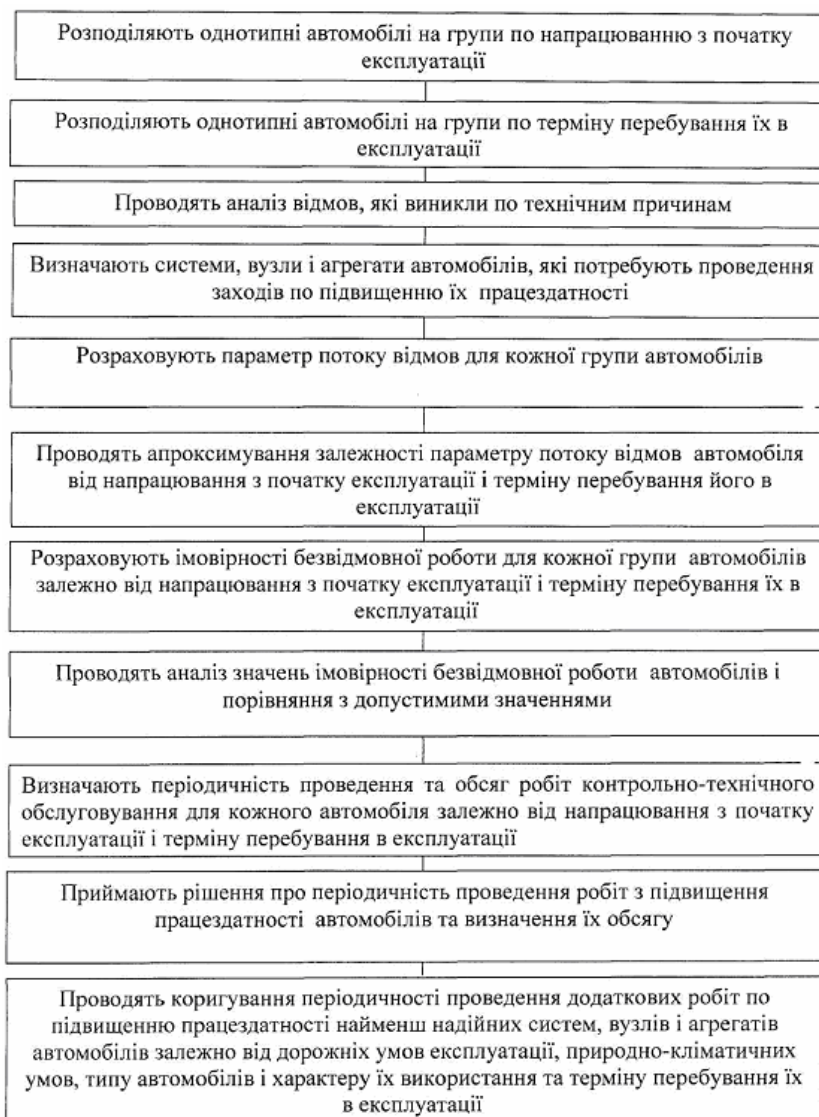 Розподіляють однотипні автомобілі на групи по напрацюванню з початку
експлуатації
Розподіляють однотипні автомобілі на групи по терміну перебування їх в
експлуатації
Проводять аналіз відмов, які виникли по технічним причинам
Визначають системи, вузли і агрегати автомобілів, які потребують проведення
заходів по підвищенню їх працездатності
Розраховують параметр потоку відмов для кожної групи автомобілів
Проводять апроксимування залежності параметру потоку відмов автомобіля
від напрацювання з початку експлуатації і терміну перебування його в
експлуатації
Розраховують імовірності безвідмовної роботи для кожної групи автомобілів
залежно від напрацювання з початку експлуатації і терміну перебування їх в
експлуатації
Проводять аналіз значень імовірності безвідмовної роботи автомобілів і
порівняння з допустимими значеннями
Визначають періодичність проведення та обсяг робіт контрольно-технічного
обслуговування для кожного автомобіля залежно від напрацювання з початку
експлуатації і терміну перебування в експлуатації
Приймають рішення про періодичність проведення робіт з підвищення
працездатності автомобілів та визначення їх обсягу
Проводять коригування періодичності проведення додаткових робіт по
підвищенню працездатності найменш надійних систем, вузлів і агрегатів
автомобілів залежно від дорожніх умов експлуатації, природно-кліматичних
умов, типу автомобілів і характеру їх використання та терміну перебування їх
в експлуатації